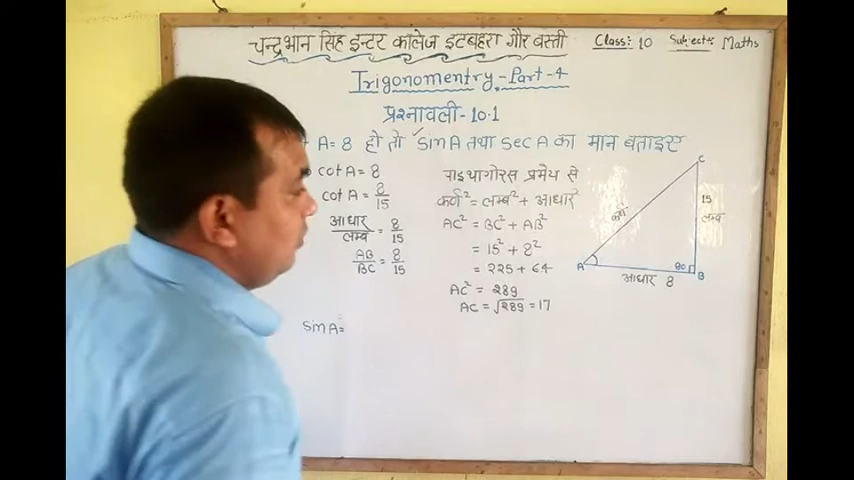 चन्द्रभान सिंह इन्टर कालेज इटबहरा गौर बस्ती
Class: 10 Subject: Maths
Trigonomentry - Part - 4
प्रश्नावली - 10.1
A = 8 हो तो ✓ Sin A तथा Sec A का मान बताइए
cot A = 8
cot A = 8/15
आधार/लम्ब = 8/15
AB/BC = 8/15
Sin A =
पाइथागोरस प्रमेय से
कर्ण² = लम्ब² + आधार²
AC² = BC² + AB²
= 15² + 8²
= 225 + 64
AC² = 289
AC = √289 = 17
C
कर्ण
15
लम्ब
A
90
B
आधार 8